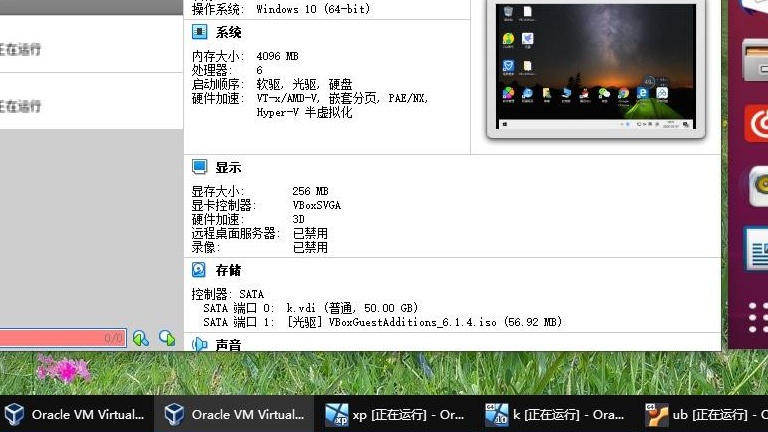 操作系统: Windows 10 (64-bit)
正在运行
正在运行
系统
内存大小: 4096 MB
处理器: 6
启动顺序: 软驱, 光驱, 硬盘
硬件加速: VT-x/AMD-V, 嵌套分页, PAE/NX,
Hyper-V 半虚拟化
显示
显存大小: 256 MB
显卡控制器: VBoxSVGA
硬件加速: 3D
远程桌面服务器: 已禁用
录像: 已禁用
存储
控制器: SATA
SATA 端口 0: k.vdi (普通, 50.00 GB)
SATA 端口 1: [光驱] VBoxGuestAdditions_6.1.4.iso (56.92 MB)
0/0
声音
Oracle VM Virtual...
Oracle VM Virtual...
xp [正在运行] - Or...
k [正在运行] - Ora...
ub [正在运行] - O